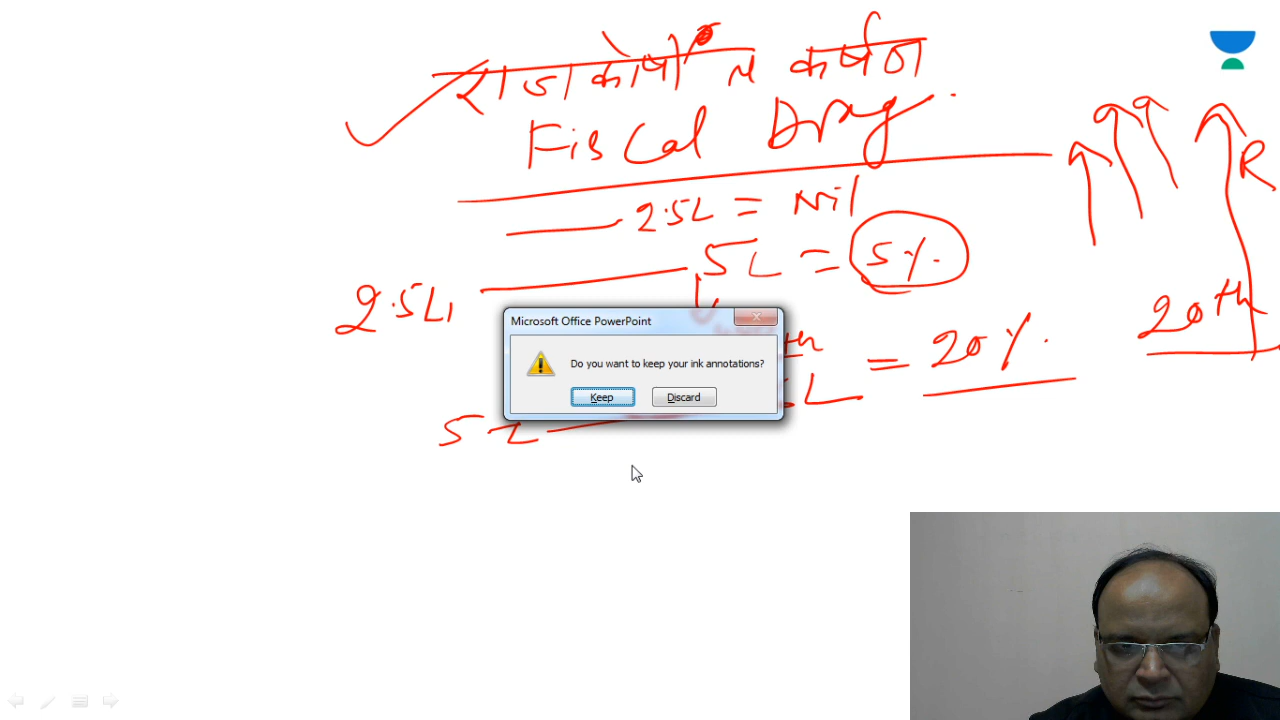 राजकोषीय कर्षण
Fiscal Drag
2.5L = Nil
5L = 5%.
2.5L,
20th
= 20%.
R
5L
Microsoft Office PowerPoint
Do you want to keep your ink annotations?
Keep Discard